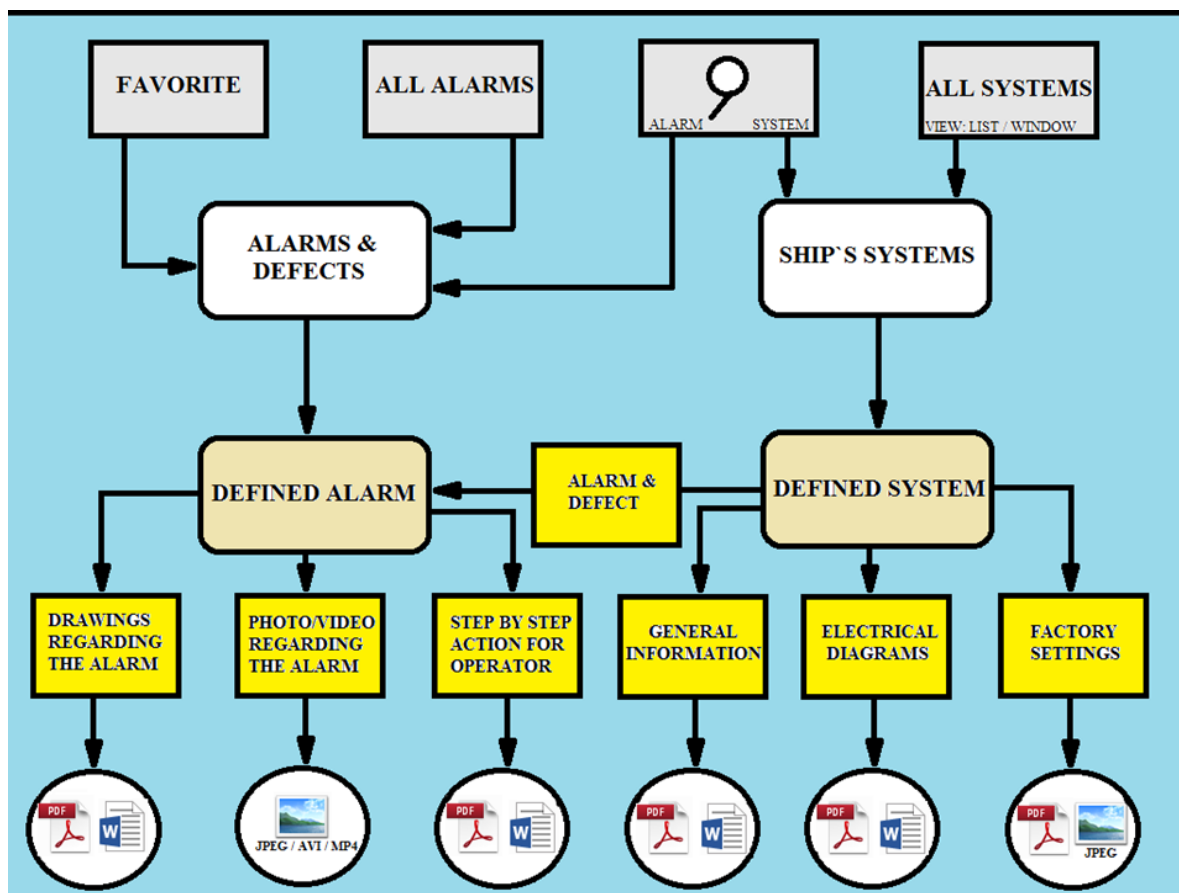 FAVORITE
ALL ALARMS
ALARM SYSTEM
ALL SYSTEMS
VIEW: LIST / WINDOW
ALARMS &
DEFECTS
SHIP`S SYSTEMS
DEFINED ALARM
ALARM &
DEFECT
DEFINED SYSTEM
DRAWINGS
REGARDING
THE ALARM
PHOTO/VIDEO
REGARDING
THE ALARM
STEP BY STEP
ACTION FOR
OPERATOR
GENERAL
INFORMATION
ELECTRICAL
DIAGRAMS
FACTORY
SETTINGS
PDF
W
JPEG / AVI / MP4
PDF
W
PDF
W
PDF
W
PDF
JPEG